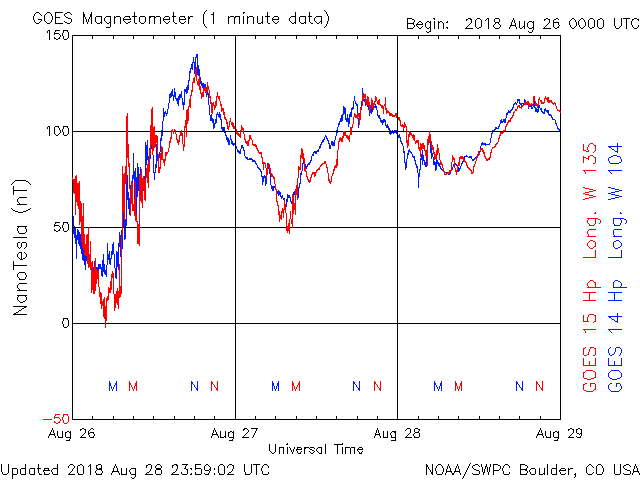 GOES Magnetometer (1 minute data)
Begin: 2018 Aug 26 0000 UTC
150
100
50
0
-50
NanoTesla (nT)
M M N N M M N N M M N N
Aug 26 Aug 27 Aug 28 Aug 29
Universal Time
GOES 15 Hp Long. W 135
GOES 14 Hp Long. W 104
Updated 2018 Aug 28 23:59:02 UTC
NOAA/SWPC Boulder, CO USA